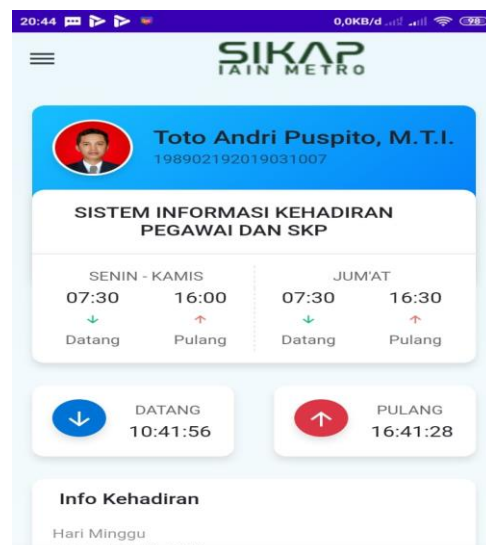 20:44 0,0KB/d 98
SIKAP
IAIN METRO
Toto Andri Puspito, M.T.I.
198902192019031007
SISTEM INFORMASI KEHADIRAN
PEGAWAI DAN SKP
SENIN - KAMIS JUM'AT
07:30 16:00 07:30 16:30
Datang Pulang Datang Pulang
DATANG PULANG
10:41:56 16:41:28
Info Kehadiran
Hari Minggu